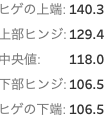 ヒゲの上端: 140.3
上部ヒンジ: 129.4
中央値: 118.0
下部ヒンジ: 106.5
ヒゲの下端: 106.5